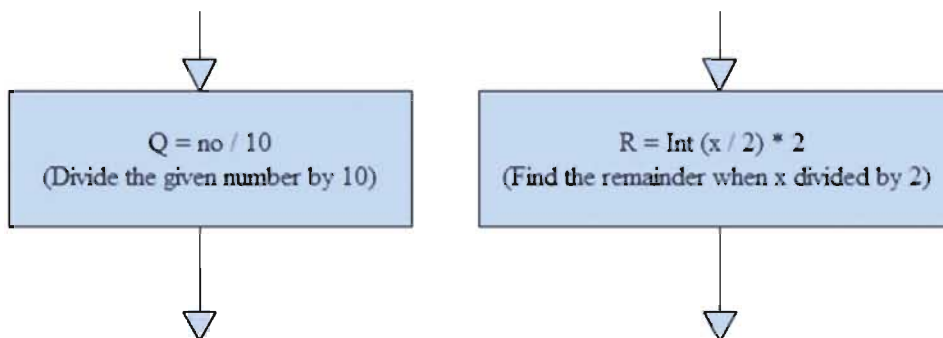 Q = no / 10
(Divide the given number by 10)
R = Int (x / 2) * 2
(Find the remainder when x divided by 2)